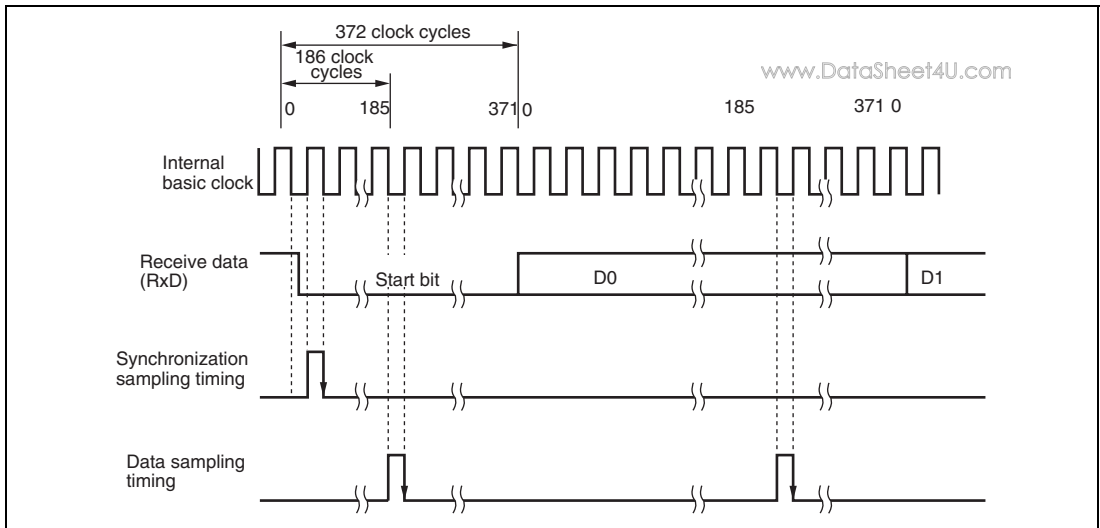 372 clock cycles
186 clock
cycles
www.DataSheet4U.com
0 185 371 0 185 371 0
Internal
basic clock
Receive data
(RxD)
Start bit D0 D1
Synchronization
sampling timing
Data sampling
timing